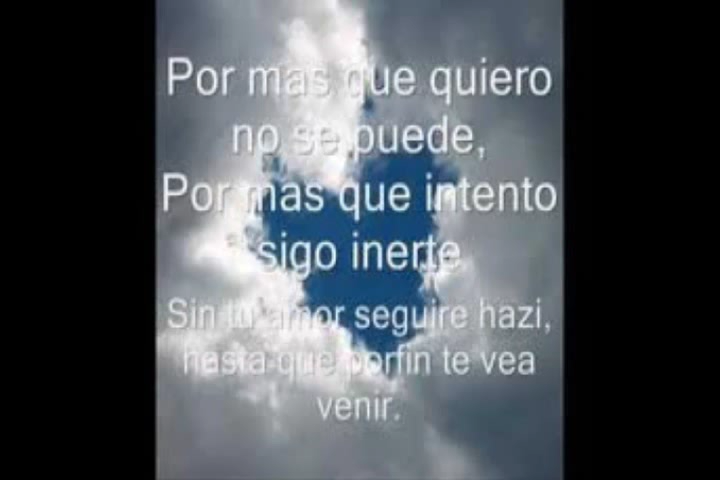 Por mas que quiero
no se puede,
Por mas que intento
sigo inerte
Sin tu amor seguire hazi,
hasta que porfin te vea
venir.